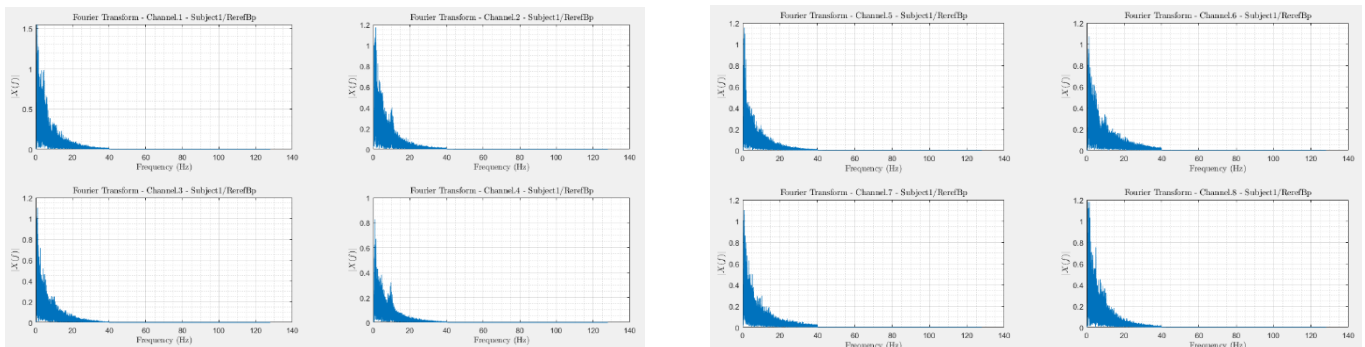 Fourier Transform - Channel.1 - Subject1/RerefBp
|X(f)|
1.5
1
0.5
0
0 20 40 60 80 100 120 140
Frequency (Hz)
Fourier Transform - Channel.2 - Subject1/RerefBp
|X(f)|
1.2
1
0.8
0.6
0.4
0.2
0
0 20 40 60 80 100 120 140
Frequency (Hz)
Fourier Transform - Channel.3 - Subject1/RerefBp
|X(f)|
1.2
1
0.8
0.6
0.4
0.2
0
0 20 40 60 80 100 120 140
Frequency (Hz)
Fourier Transform - Channel.4 - Subject1/RerefBp
|X(f)|
1
0.8
0.6
0.4
0.2
0
0 20 40 60 80 100 120 140
Frequency (Hz)
Fourier Transform - Channel.5 - Subject1/RerefBp
|X(f)|
1.2
1
0.8
0.6
0.4
0.2
0
0 20 40 60 80 100 120 140
Frequency (Hz)
Fourier Transform - Channel.6 - Subject1/RerefBp
|X(f)|
1.2
1
0.8
0.6
0.4
0.2
0
0 20 40 60 80 100 120 140
Frequency (Hz)
Fourier Transform - Channel.7 - Subject1/RerefBp
|X(f)|
1.2
1
0.8
0.6
0.4
0.2
0
0 20 40 60 80 100 120 140
Frequency (Hz)
Fourier Transform - Channel.8 - Subject1/RerefBp
|X(f)|
1.2
1
0.8
0.6
0.4
0.2
0
0 20 40 60 80 100 120 140
Frequency (Hz)